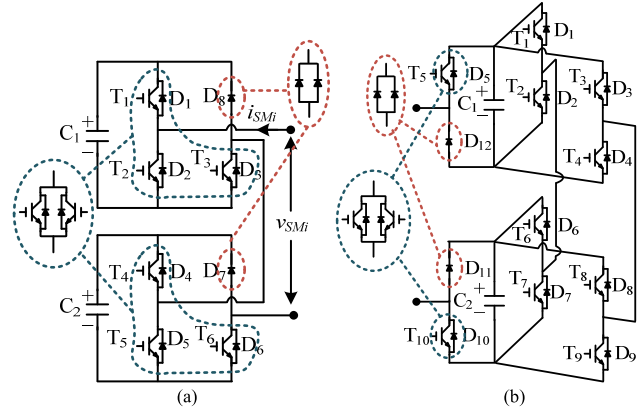 T1 D1 D8
iSMi
C1 + −
T2 D2 T3 D3
vSMi
T4 D4 D7
C2 + −
T5 D5 T6 D6
(a)
T1 D1
T5 D5
T2 D2 T3 D3
C1 + −
D12
T4 D4
T6 D6
D11
T7 D7 T8 D8
C2 + −
T10 D10
T9 D9
(b)